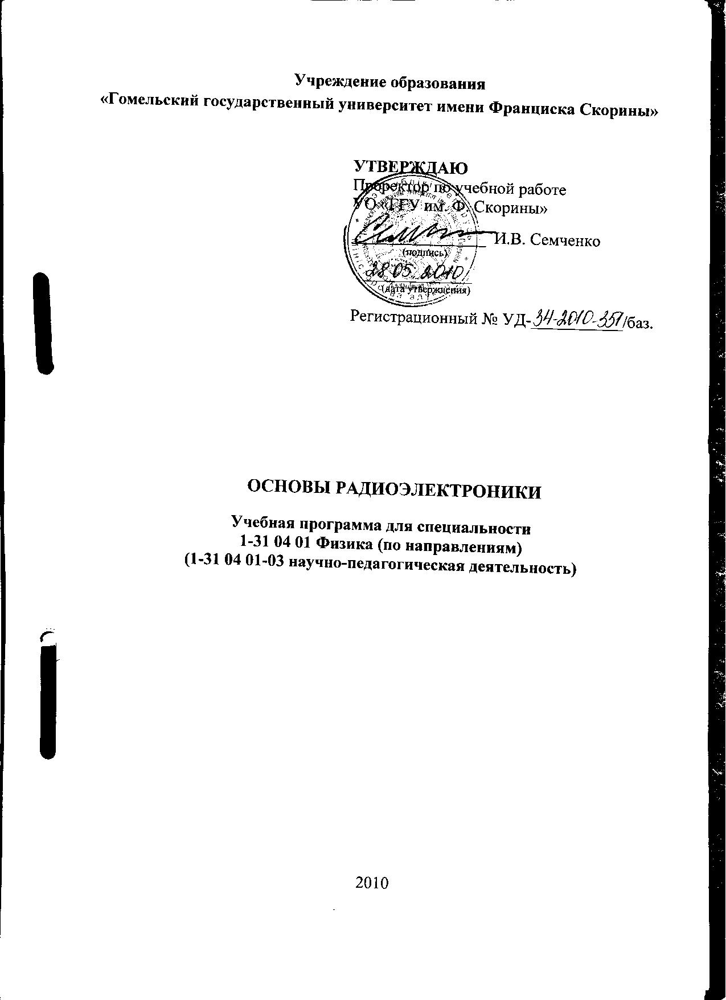 Учреждение образования
«Гомельский государственный университет имени Франциска Скорины»
УТВЕРЖДАЮ
Проректор по учебной работе
УО «ГГУ им. Ф. Скорины»
И.В. Семченко
(подпись)
28.05.2010
(дата утверждения)
Регистрационный № УД-34-2010-357/баз.
ОСНОВЫ РАДИОЭЛЕКТРОНИКИ
Учебная программа для специальности
1-31 04 01 Физика (по направлениям)
(1-31 04 01-03 научно-педагогическая деятельность)
2010